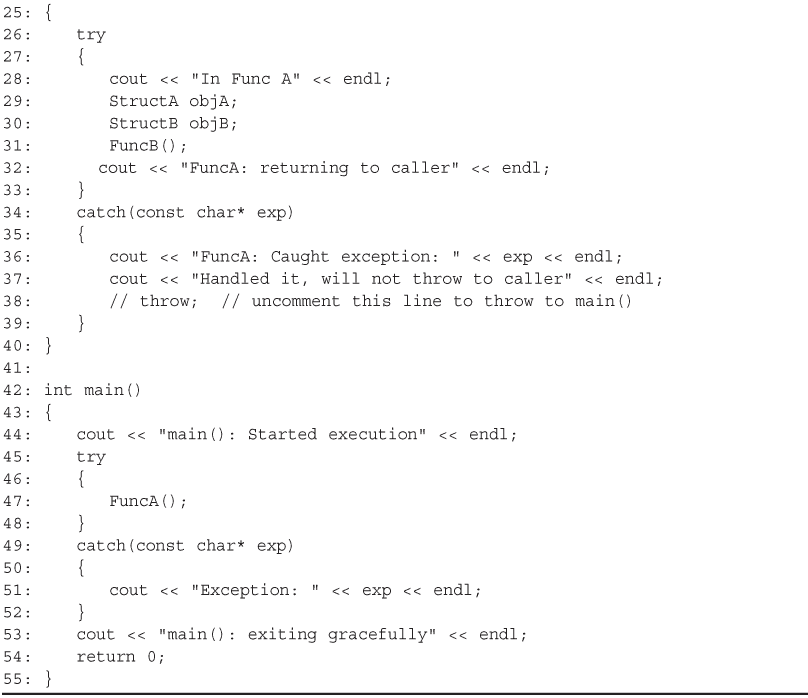 25: {
26:    try
27:    {
28:       cout << "In Func A" << endl;
29:       StructA objA;
30:       StructB objB;
31:       FuncB();
32:      cout << "FuncA: returning to caller" << endl;
33:    }
34:    catch(const char* exp)
35:    {
36:       cout << "FuncA: Caught exception: " << exp << endl;
37:       cout << "Handled it, will not throw to caller" << endl;
38:       // throw;  // uncomment this line to throw to main()
39:    }
40: }
41:
42: int main()
43: {
44:    cout << "main(): Started execution" << endl;
45:    try
46:    {
47:       FuncA();
48:    }
49:    catch(const char* exp)
50:    {
51:       cout << "Exception: " << exp << endl;
52:    }
53:    cout << "main(): exiting gracefully" << endl;
54:    return 0;
55: }